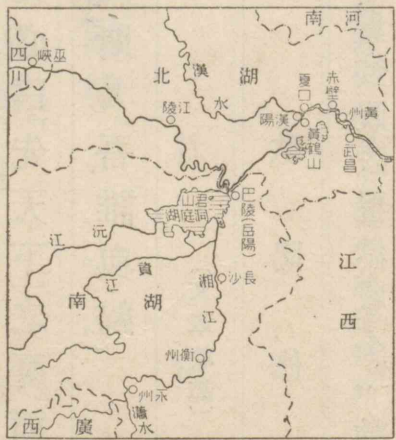 河南
四川
巫峽
湖北
漢水
江陵
夏口
赤壁
黃州
漢陽
黃鶴山
武昌
巴陵(岳陽)
君山
洞庭湖
沅江
資江
湘江
長沙
湖南
江西
衡州
永州
瀟水
廣西